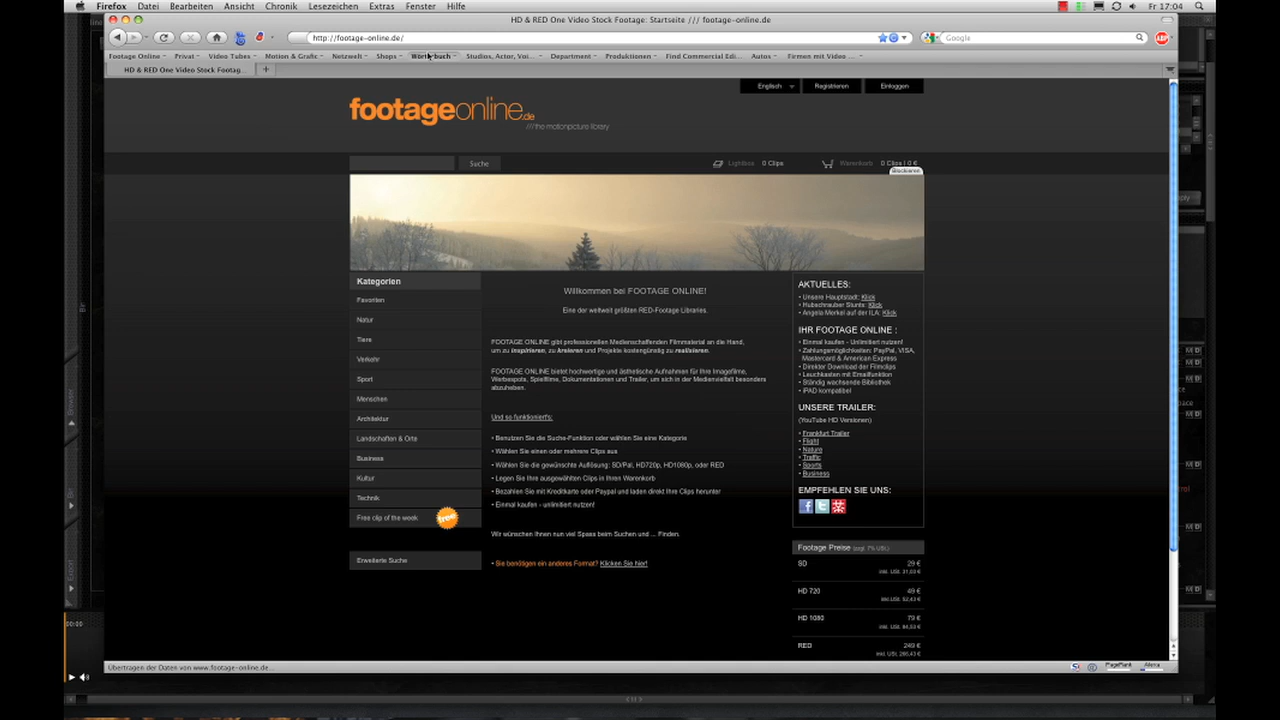 Firefox Datei Bearbeiten Ansicht Chronik Lesezeichen Extras Fenster Hilfe Fr 17:04
HD & RED One Video Stock Footage: Startseite /// footage-online.de
http://footage-online.de/ Google ABP
Footage Online Privat Video Tubes Motion & Grafic Netzwelt Shops Wörterbuch Studios, Actor, Voi... Department Produktionen Find Commercial Edi... Autos Firmen mit Video ...
HD & RED One Video Stock Footag...
Englisch Registrieren Einloggen
footageonline.de
///the motionpicture library
Suche Lightbox 0 Clips Warenkorb 0 Clips | 0 €
Blockieren
Kategorien
Favoriten
Natur
Tiere
Verkehr
Sport
Menschen
Architektur
Landschaften & Orte
Business
Kultur
Technik
Free clip of the week free
Erweiterte Suche
Willkommen bei FOOTAGE ONLINE!
Eine der weltweit größten RED-Footage Libraries.
FOOTAGE ONLINE gibt professionellen Medienschaffenden Filmmaterial an die Hand,
um zu inspirieren, zu kreieren und Projekte kostengünstig zu realisieren.
FOOTAGE ONLINE bietet hochwertige und ästhetische Aufnahmen für Ihre Imagefilme,
Werbespots, Spielfilme, Dokumentationen und Trailer, um sich in der Medienvielfalt besonders
abzuheben.
Und so funktioniert's:
• Benutzen Sie die Suche-Funktion oder wählen Sie eine Kategorie
• Wählen Sie einen oder mehrere Clips aus
• Wählen Sie die gewünschte Auflösung: SD/Pal, HD720p, HD1080p, oder RED
• Legen Sie Ihre ausgewählten Clips in Ihren Warenkorb
• Bezahlen Sie mit Kreditkarte oder Paypal und laden direkt Ihre Clips herunter
• Einmal kaufen - unlimitiert nutzen!
Wir wünschen Ihnen nun viel Spass beim Suchen und ... Finden.
• Sie benötigen ein anderes Format? Klicken Sie hier!
AKTUELLES:
• Unsere Hauptstadt: Klick
• Hubschrauber Stunts: Klick
• Angela Merkel auf der ILA: Klick
IHR FOOTAGE ONLINE :
• Einmal kaufen - Unlimitiert nutzen!
• Zahlungsmöglichkeiten: PayPal, VISA,
Mastercard & American Express
• Direkter Download der Filmclips
• Leuchkasten mit Emailfunktion
• Ständig wachsende Bibliothek
• iPAD kompatibel
UNSERE TRAILER:
(YouTube HD Versionen)
• Frankfurt Trailer
• Flight
• Nature
• Traffic
• Sports
• Business
EMPFEHLEN SIE UNS:
Footage Preise (zzgl. 7% USt.)
SD 29 €
inkl. USt. 31,03 €
HD 720 49 €
inkl. USt. 52,43 €
HD 1080 79 €
inkl. USt. 84,53 €
RED 249 €
inkl. USt. 266,43 €
Übertragen der Daten von www.footage-online.de... PageRank Alexa
00:00